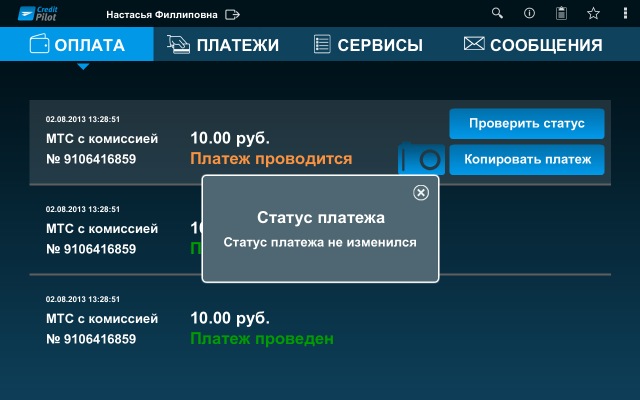 Credit Pilot
Настасья Филлиповна
ОПЛАТА
ПЛАТЕЖИ
СЕРВИСЫ
СООБЩЕНИЯ
02.08.2013 13:28:51
МТС с комиссией
№ 9106416859
10.00 руб.
Платеж проводится
Проверить статус
Копировать платеж
Статус платежа
Статус платежа не изменился
02.08.2013 13:28:51
МТС с комиссией
№ 9106416859
02.08.2013 13:28:51
МТС с комиссией
№ 9106416859
10.00 руб.
Платеж проведен